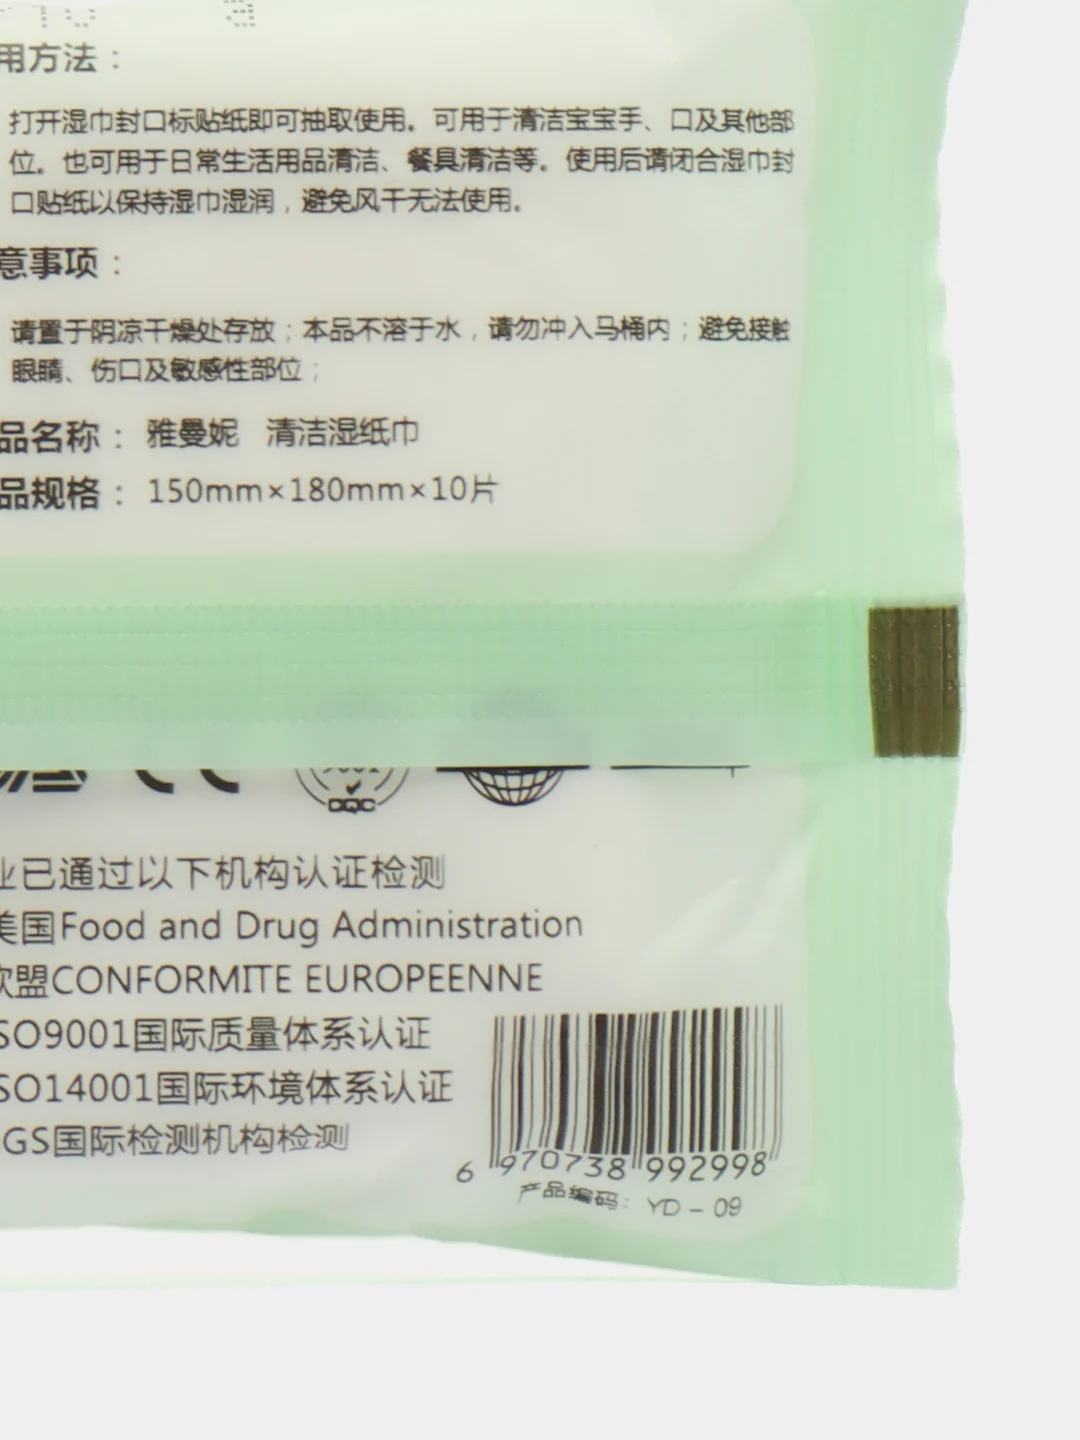 用方法：
打开湿巾封口标贴纸即可抽取使用。可用于清洁宝宝手、口及其他部
位。也可用于日常生活用品清洁、餐具清洁等。使用后请闭合湿巾封
口贴纸以保持湿巾湿润，避免风干无法使用。
意事项：
请置于阴凉干燥处存放；本品不溶于水，请勿冲入马桶内；避免接触
眼睛、伤口及敏感性部位；
品名称：雅曼妮 清洁湿纸巾
品规格：150mm×180mm×10片
CQC
业已通过以下机构认证检测
美国Food and Drug Administration
欧盟CONFORMITE EUROPEENNE
SO9001国际质量体系认证
SO14001国际环境体系认证
GS国际检测机构检测
6 970738 992998
产品编码：YD-09